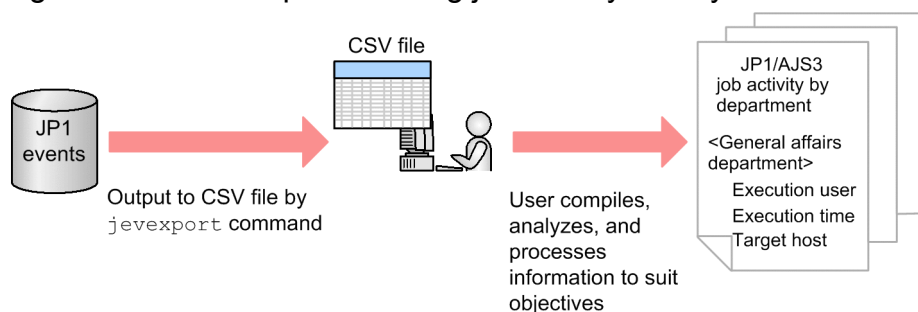 CSV file
JP1
events
Output to CSV file by
jevexport command
User compiles,
analyzes, and
processes
information to suit
objectives
JP1/AJS3
job activity by
department
<General affairs
department>
Execution user
Execution time
Target host